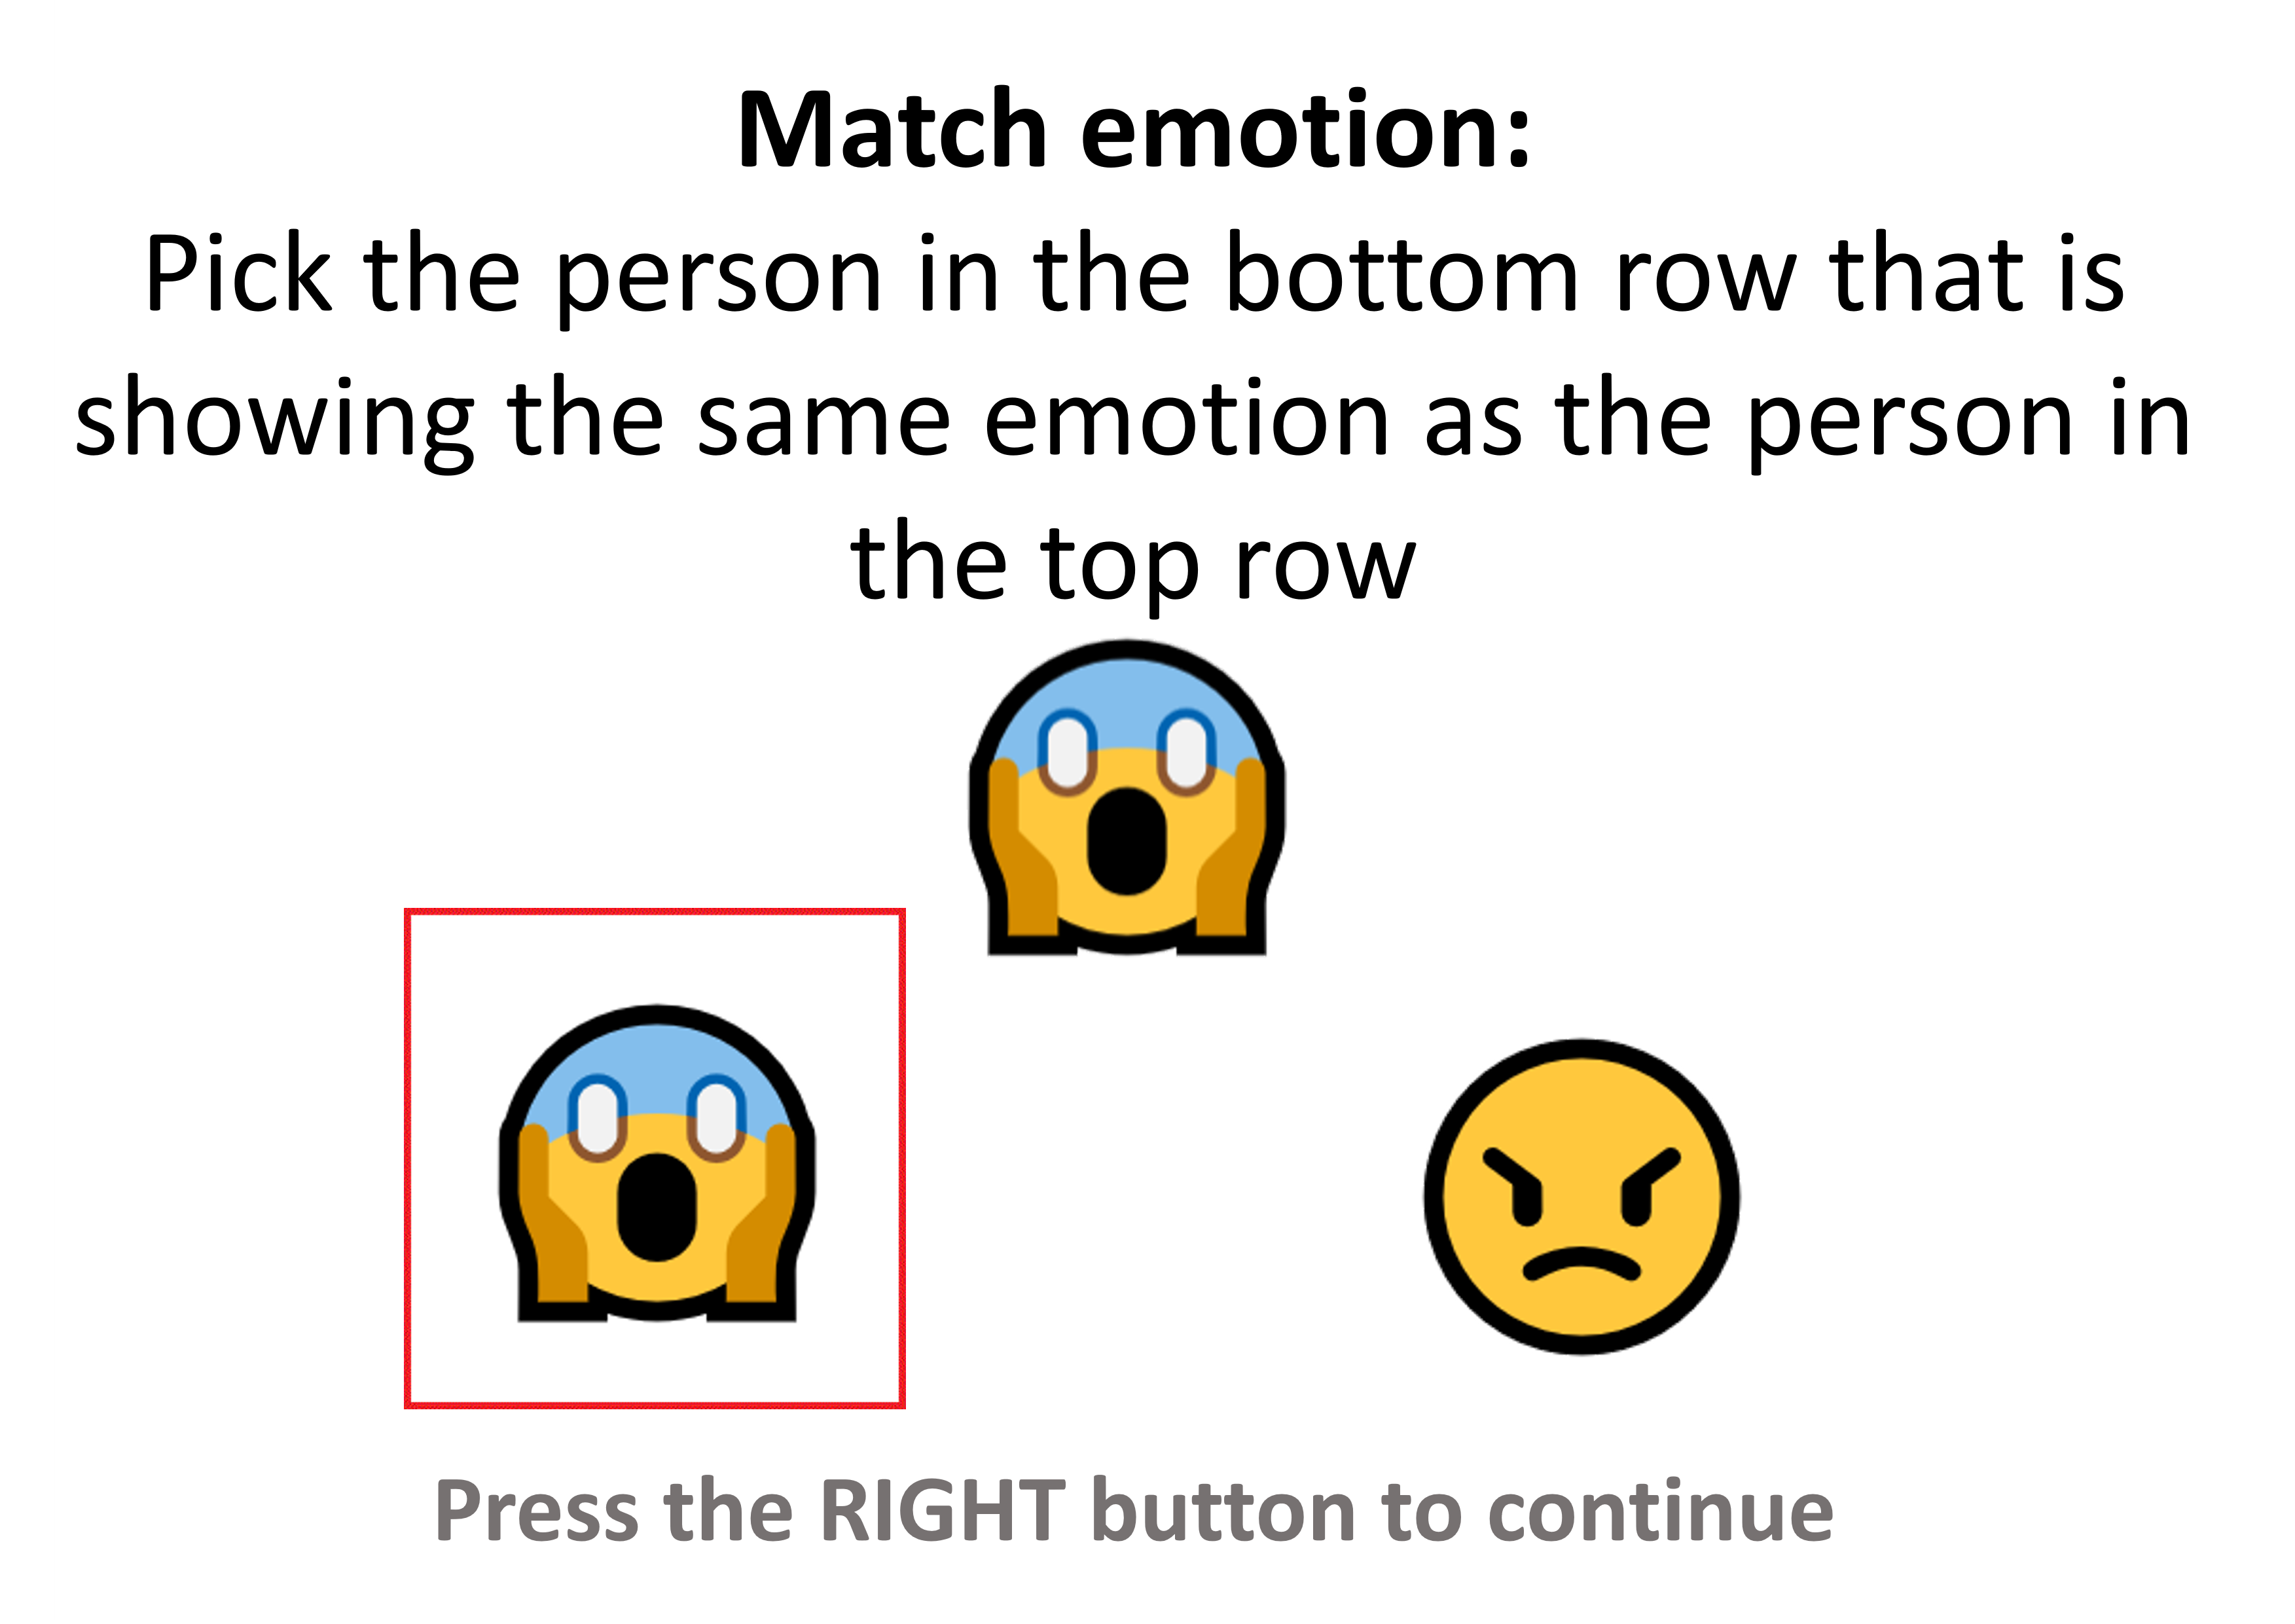 Match emotion:
Pick the person in the bottom row that is
showing the same emotion as the person in
the top row
Press the RIGHT button to continue